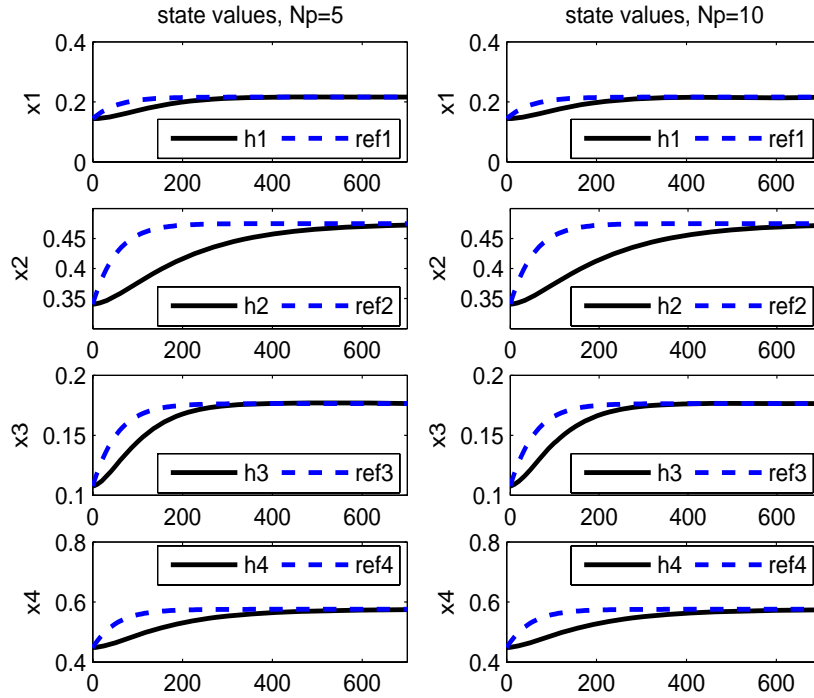 state values, Np=5
state values, Np=10
x1
0.4
0.2
0
h1 ref1
0 200 400 600
x1
0.4
0.2
0
h1 ref1
0 200 400 600
x2
0.45
0.4
0.35
h2 ref2
0 200 400 600
x2
0.45
0.4
0.35
h2 ref2
0 200 400 600
x3
0.2
0.15
0.1
h3 ref3
0 200 400 600
x3
0.2
0.15
0.1
h3 ref3
0 200 400 600
x4
0.8
0.6
0.4
h4 ref4
0 200 400 600
x4
0.8
0.6
0.4
h4 ref4
0 200 400 600